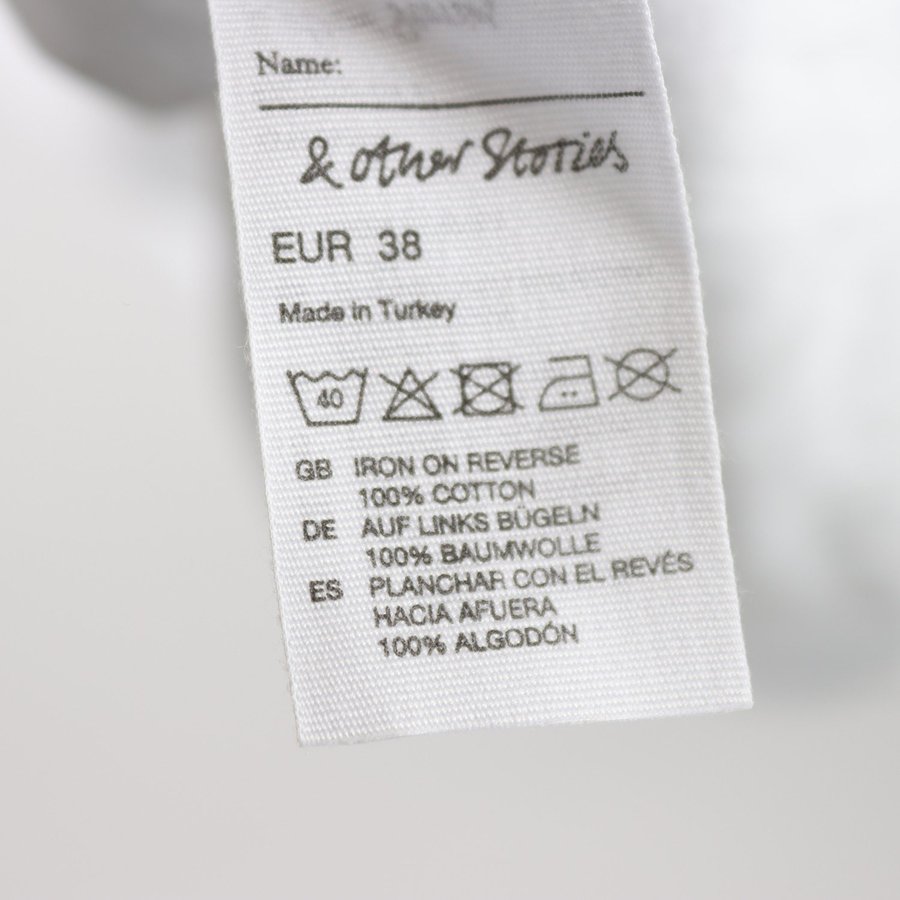 Name:
& other Stories
EUR 38
Made in Turkey
40
GB IRON ON REVERSE
100% COTTON
DE AUF LINKS BÜGELN
100% BAUMWOLLE
ES PLANCHAR CON EL REVÉS
HACIA AFUERA
100% ALGODÓN